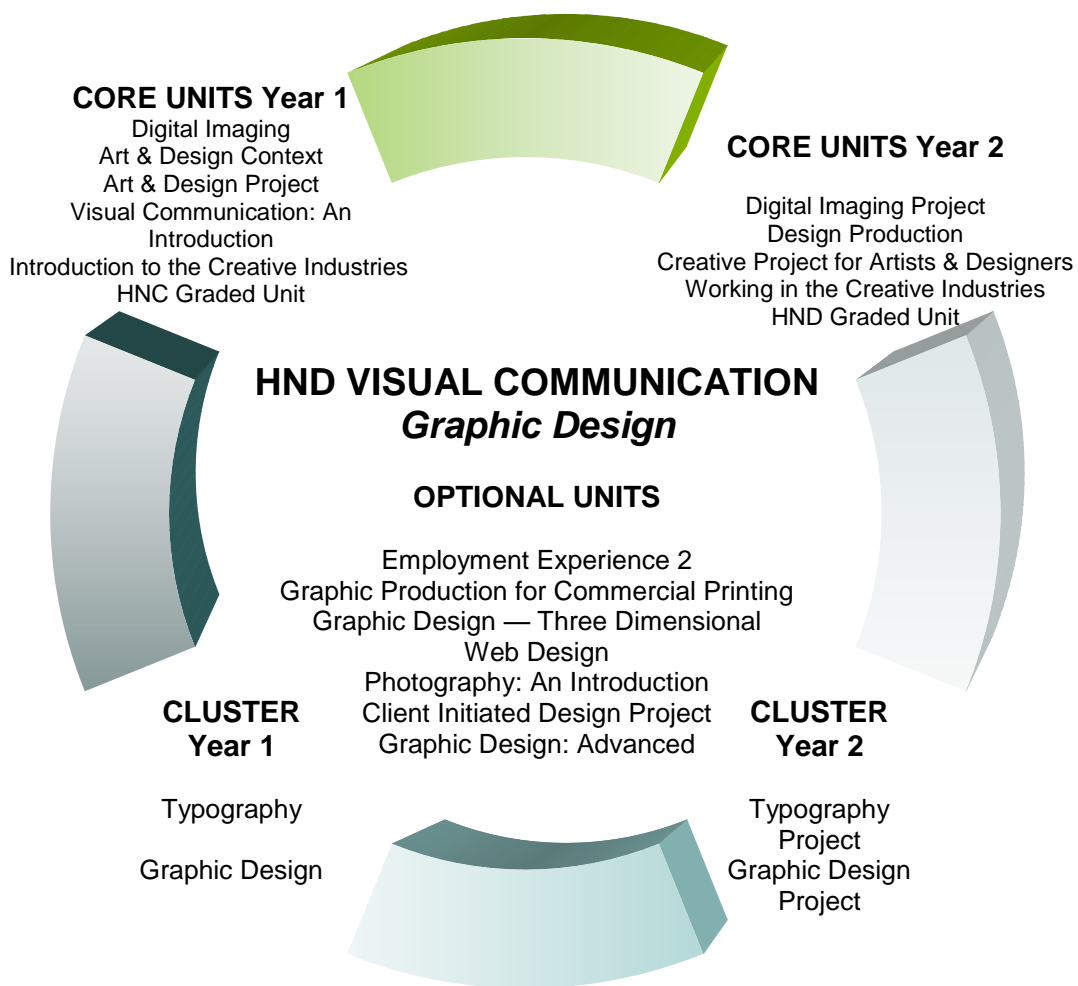 CORE UNITS Year 1
Digital Imaging
Art & Design Context
Art & Design Project
Visual Communication: An
Introduction
Introduction to the Creative Industries
HNC Graded Unit
CORE UNITS Year 2
Digital Imaging Project
Design Production
Creative Project for Artists & Designers
Working in the Creative Industries
HND Graded Unit
HND VISUAL COMMUNICATION
Graphic Design
OPTIONAL UNITS
Employment Experience 2
Graphic Production for Commercial Printing
Graphic Design — Three Dimensional
Web Design
Photography: An Introduction
Client Initiated Design Project
Graphic Design: Advanced
CLUSTER
Year 1
Typography
Graphic Design
CLUSTER
Year 2
Typography
Project
Graphic Design
Project